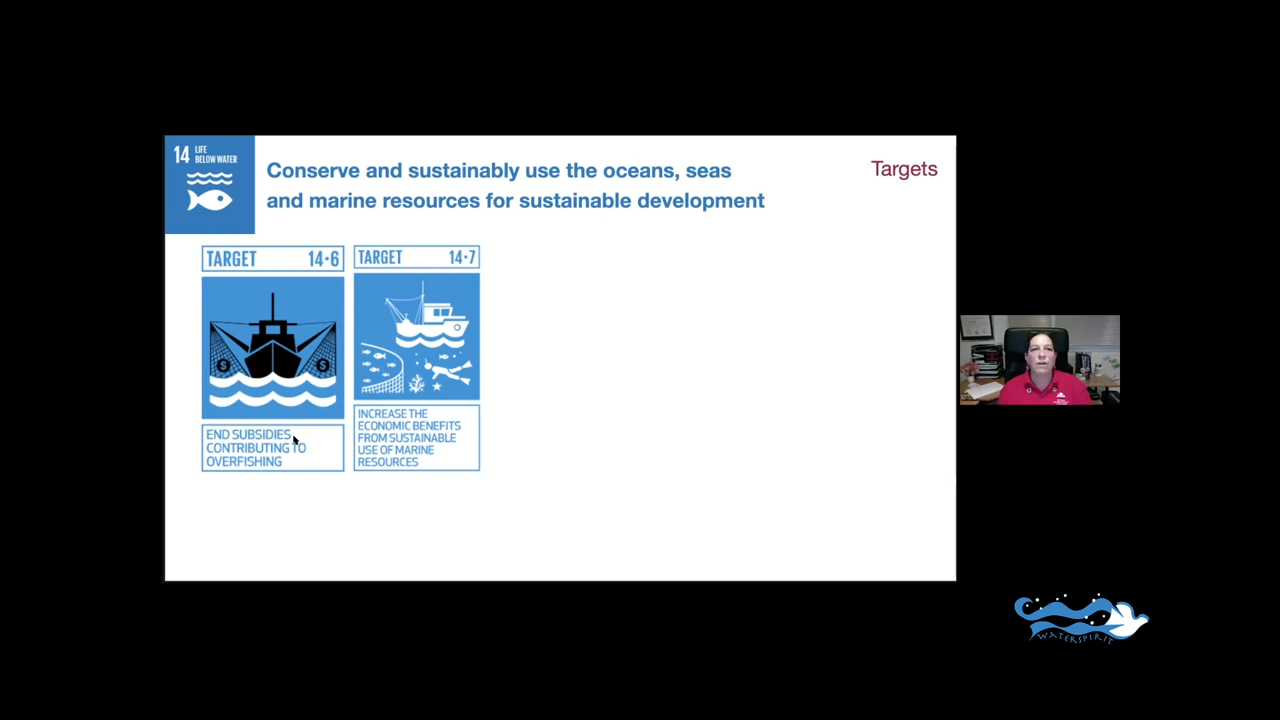 14 LIFE
BELOW WATER
Conserve and sustainably use the oceans, seas
and marine resources for sustainable development
Targets
TARGET 14·6
END SUBSIDIES
CONTRIBUTING TO
OVERFISHING
TARGET 14·7
INCREASE THE
ECONOMIC BENEFITS
FROM SUSTAINABLE
USE OF MARINE
RESOURCES
WATERSPIRIT